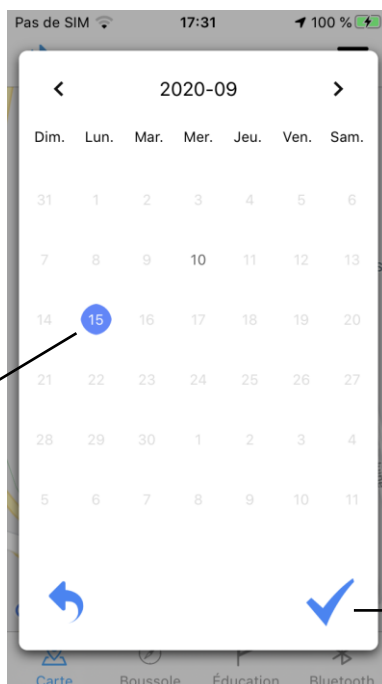 Pas de SIM 17:31 100 %
2020-09
Dim. Lun. Mar. Mer. Jeu. Ven. Sam.
31 1 2 3 4 5 6
7 8 9 10 11 12 13
14 15 16 17 18 19 20
21 22 23 24 25 26 27
28 29 30 1 2 3 4
5 6 7 8 9 10 11
Carte Boussole Éducation Bluetooth